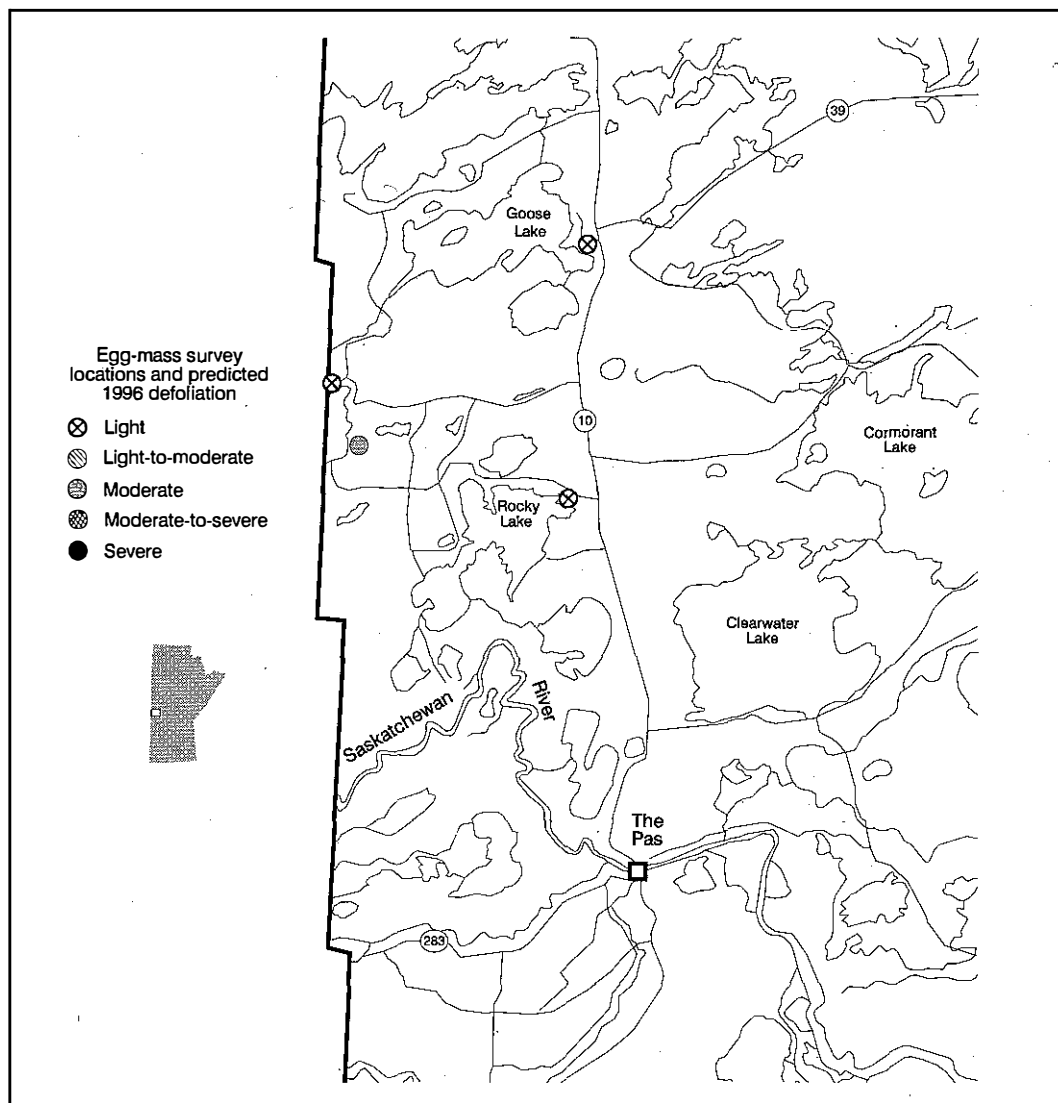 39
Goose
Lake
Egg-mass survey
locations and predicted
1996 defoliation
Light
Light-to-moderate
Moderate
Moderate-to-severe
Severe
10
Cormorant
Lake
Rocky
Lake
Clearwater
Lake
Saskatchewan
River
The
Pas
283